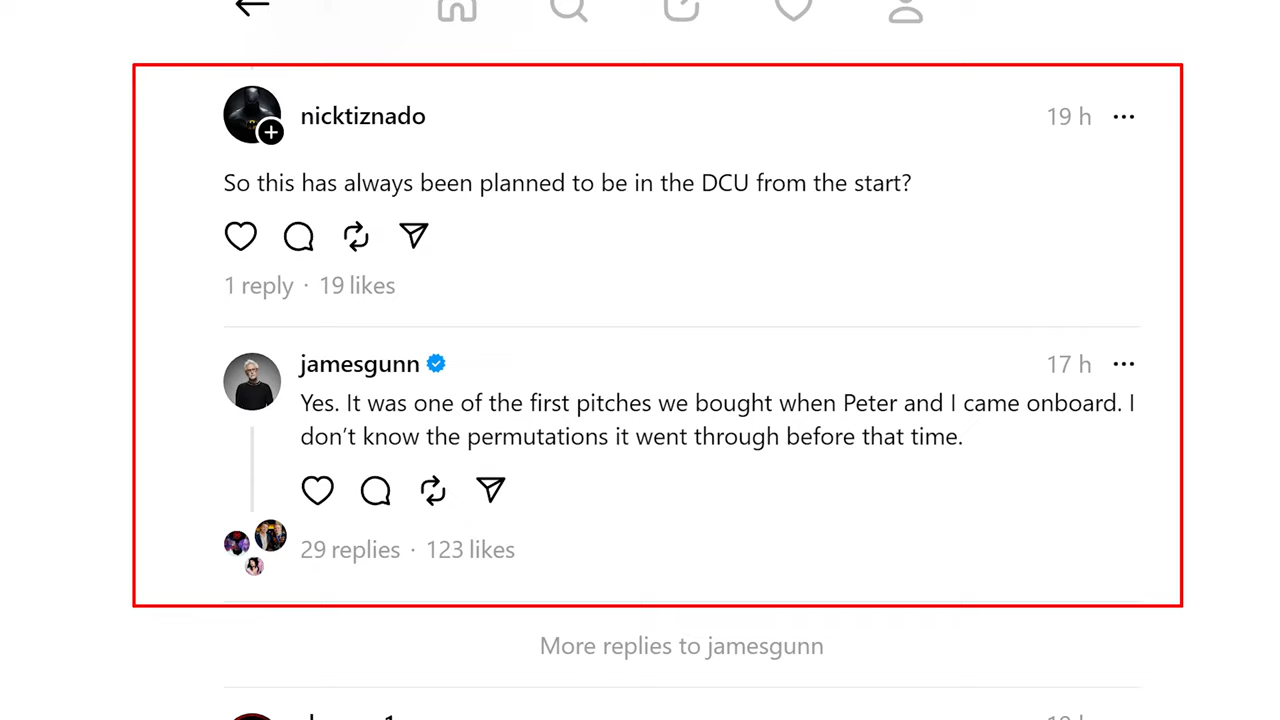 nicktiznado
19 h
So this has always been planned to be in the DCU from the start?
1 reply · 19 likes
jamesgunn
17 h
Yes. It was one of the first pitches we bought when Peter and I came onboard. I
don’t know the permutations it went through before that time.
29 replies · 123 likes
More replies to jamesgunn